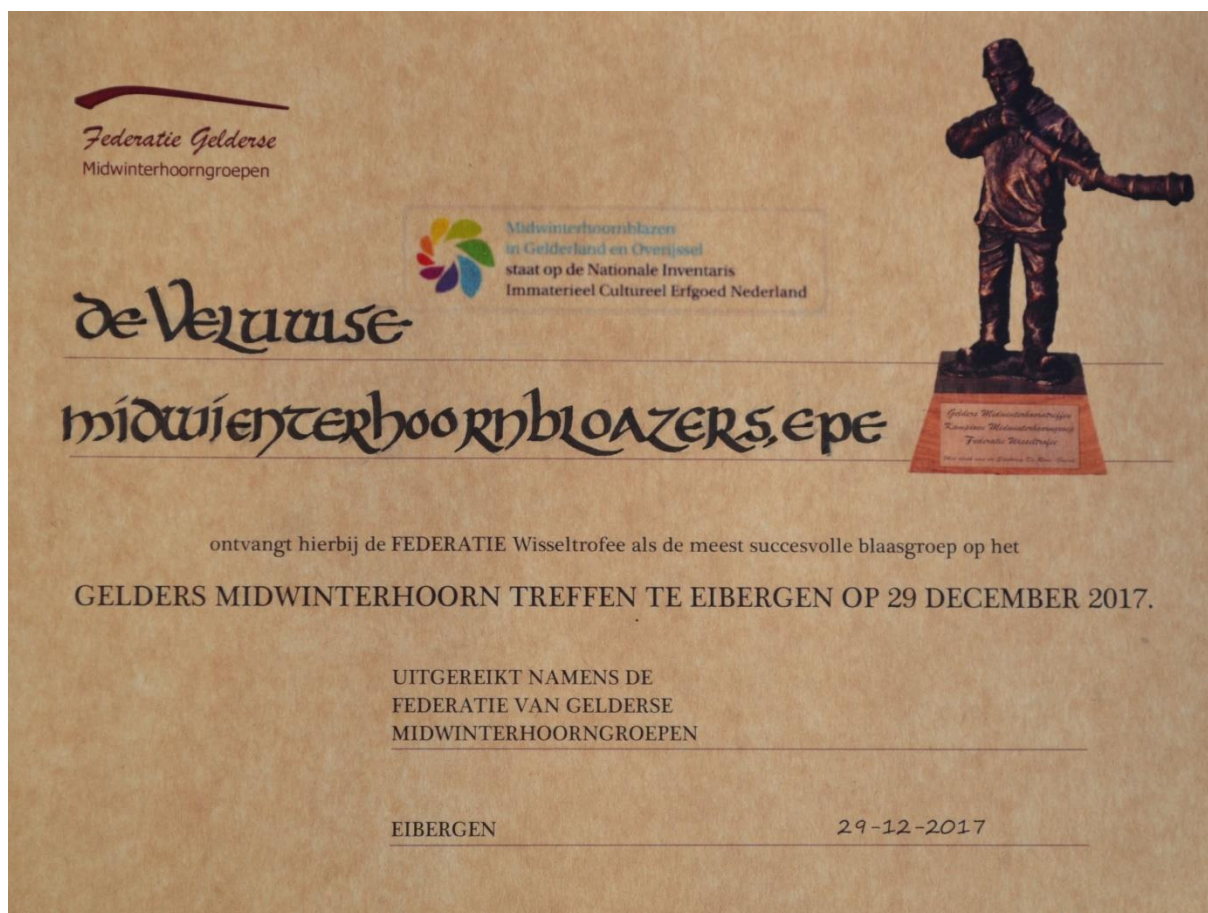 Federatie Gelderse
Midwinterhoorngroepen
Midwinterhoornblazen
in Gelderland en Overijssel
staat op de Nationale Inventaris
Immaterieel Cultureel Erfgoed Nederland
de Veluwse
midwienterhoornbloazers, epe
Gelders Midwinterhoorntreffen
Kampioen Midwinterhoorngroep
Federatie Wisseltrofee
ontvangt hierbij de FEDERATIE Wisseltrofee als de meest succesvolle blaasgroep op het
GELDERS MIDWINTERHOORN TREFFEN TE EIBERGEN OP 29 DECEMBER 2017.
UITGEREIKT NAMENS DE
FEDERATIE VAN GELDERSE
MIDWINTERHOORNGROEPEN
EIBERGEN 29-12-2017